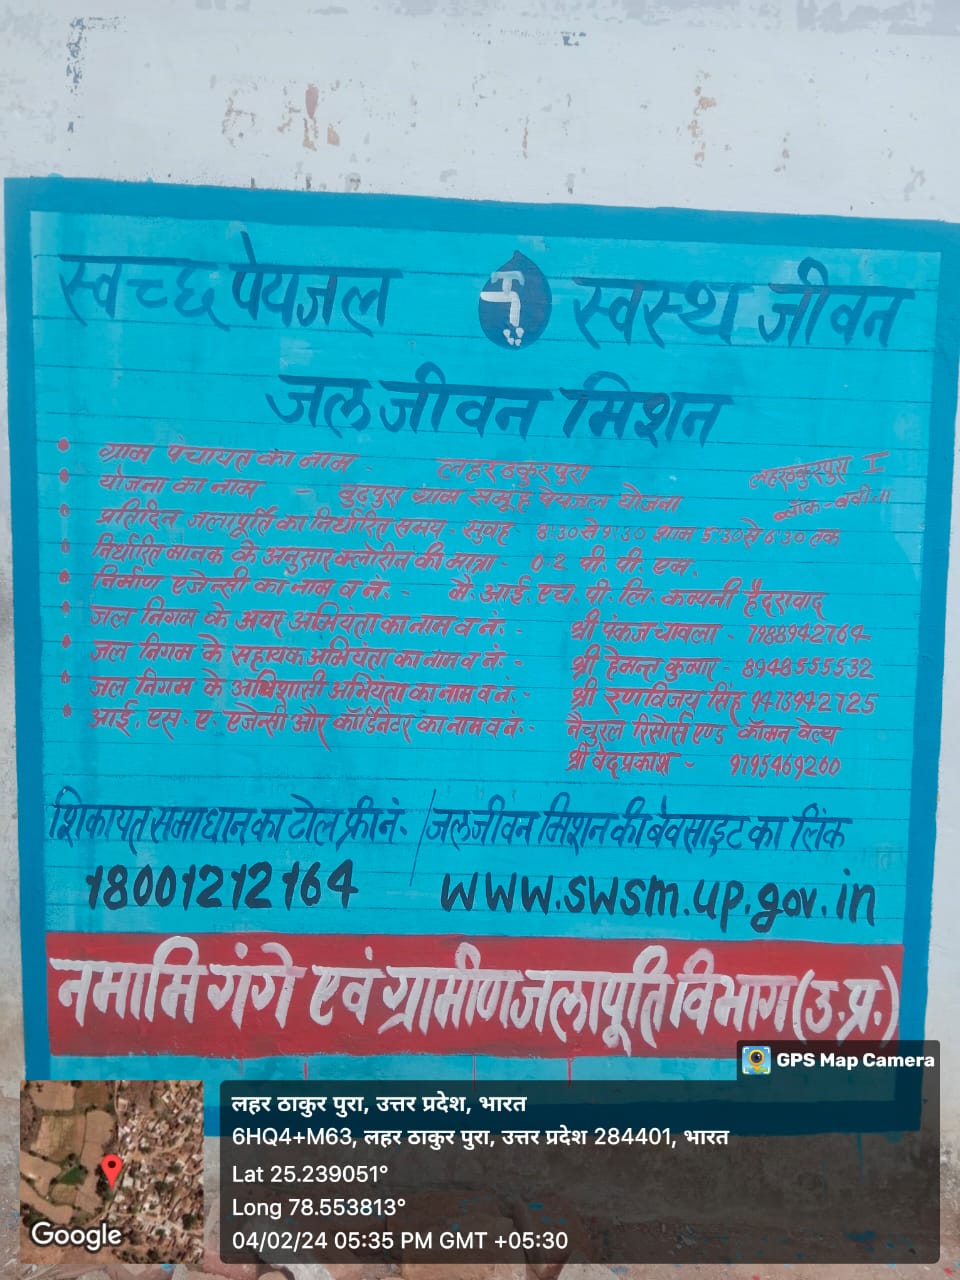 स्वच्छ पेयजल स्वस्थ जीवन
जल जीवन मिशन
ग्राम पंचायत का नाम - लहरठकुरपुरा लहरठकुरपुरा I
योजना का नाम - बुढ़पुरा ग्राम समूह पेयजल योजना ब्लॉक-बबीना
प्रतिदिन जलापूर्ति का निर्धारित समय - सुबह - 8:30 से 9:30 शाम 5:30 से 6:30 तक
निर्धारित मानक के अनुसार क्लोरीन की मात्रा - 0.2 पी. पी. एम.
निर्माण एजेन्सी का नाम व नं. - मै. आई. एच. पी. लि. कम्पनी हैदरावाद
जल निगम के अवर अभियंता का नाम व नं. - श्री पंकज चावला - 7988942764
जल निगम के सहायक अभियंता का नाम व नं. - श्री हेमन्त कुमार - 8948555532
जल निगम के अधिशासी अभियंता का नाम व नं. - श्री रणविजय सिंह 9473942725
आई. एस. ए. एजेन्सी और कॉर्डिनेटर का नाम व नं. - नैचुरल रिसोर्स एण्ड कॉमन वेल्थ
श्री वेदप्रकाश - 9795469260
शिकायत समाधान का टोल फ्री नं. / जल जीवन मिशन की बेवसाइट का लिंक
18001212164 www.swsm.up.gov.in
नमामि गंगे एवं ग्रामीण जलापूर्ति विभाग (उ.प्र.)
GPS Map Camera
लहर ठाकुर पुरा, उत्तर प्रदेश, भारत
6HQ4+M63, लहर ठाकुर पुरा, उत्तर प्रदेश 284401, भारत
Lat 25.239051°
Long 78.553813°
04/02/24 05:35 PM GMT +05:30
Google